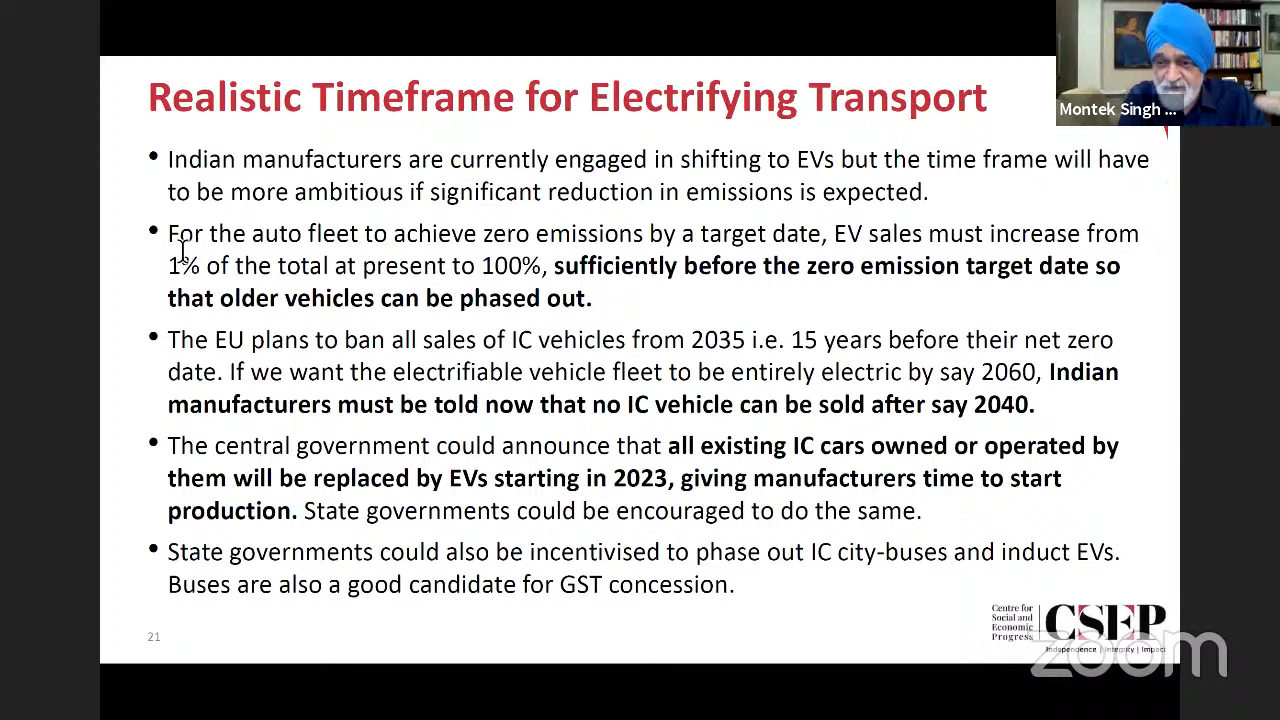 Realistic Timeframe for Electrifying Transport
Montek Singh ...
• Indian manufacturers are currently engaged in shifting to EVs but the time frame will have
to be more ambitious if significant reduction in emissions is expected.
• For the auto fleet to achieve zero emissions by a target date, EV sales must increase from
1% of the total at present to 100%, sufficiently before the zero emission target date so
that older vehicles can be phased out.
• The EU plans to ban all sales of IC vehicles from 2035 i.e. 15 years before their net zero
date. If we want the electrifiable vehicle fleet to be entirely electric by say 2060, Indian
manufacturers must be told now that no IC vehicle can be sold after say 2040.
• The central government could announce that all existing IC cars owned or operated by
them will be replaced by EVs starting in 2023, giving manufacturers time to start
production. State governments could be encouraged to do the same.
• State governments could also be incentivised to phase out IC city-buses and induct EVs.
Buses are also a good candidate for GST concession.
21
Centre for
Social and
Economic
Progress
CSEP
Independence | Integrity | Impact
zoom